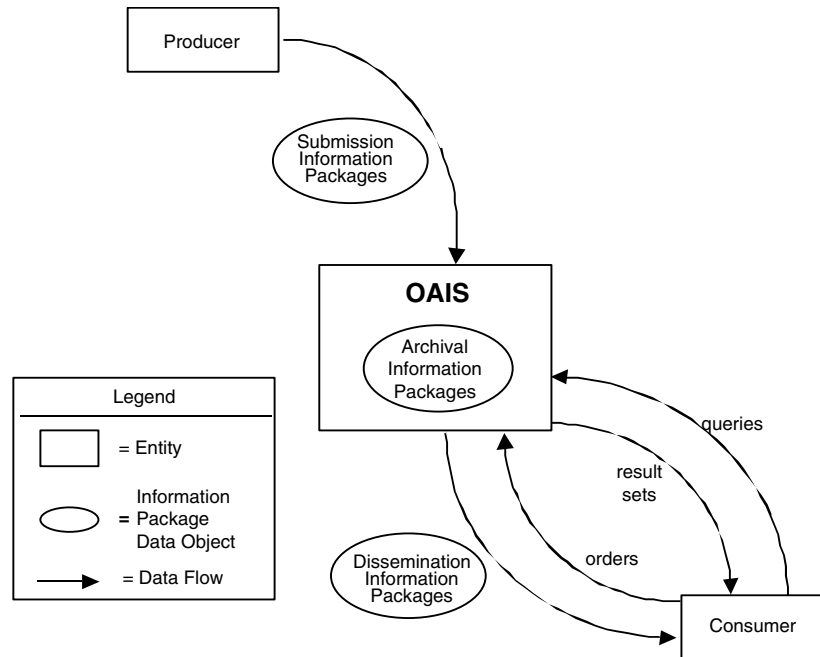 Producer
Submission
Information
Packages
OAIS
Archival
Information
Packages
queries
result
sets
orders
Dissemination
Information
Packages
Consumer
Legend
= Entity
Information
= Package
Data Object
= Data Flow